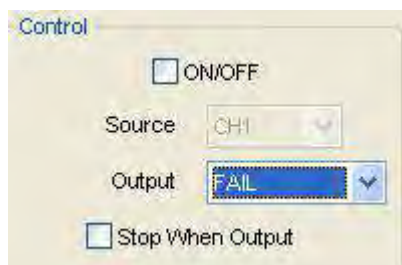 Control
ON/OFF
Source CH1
Output FAIL
Stop When Output